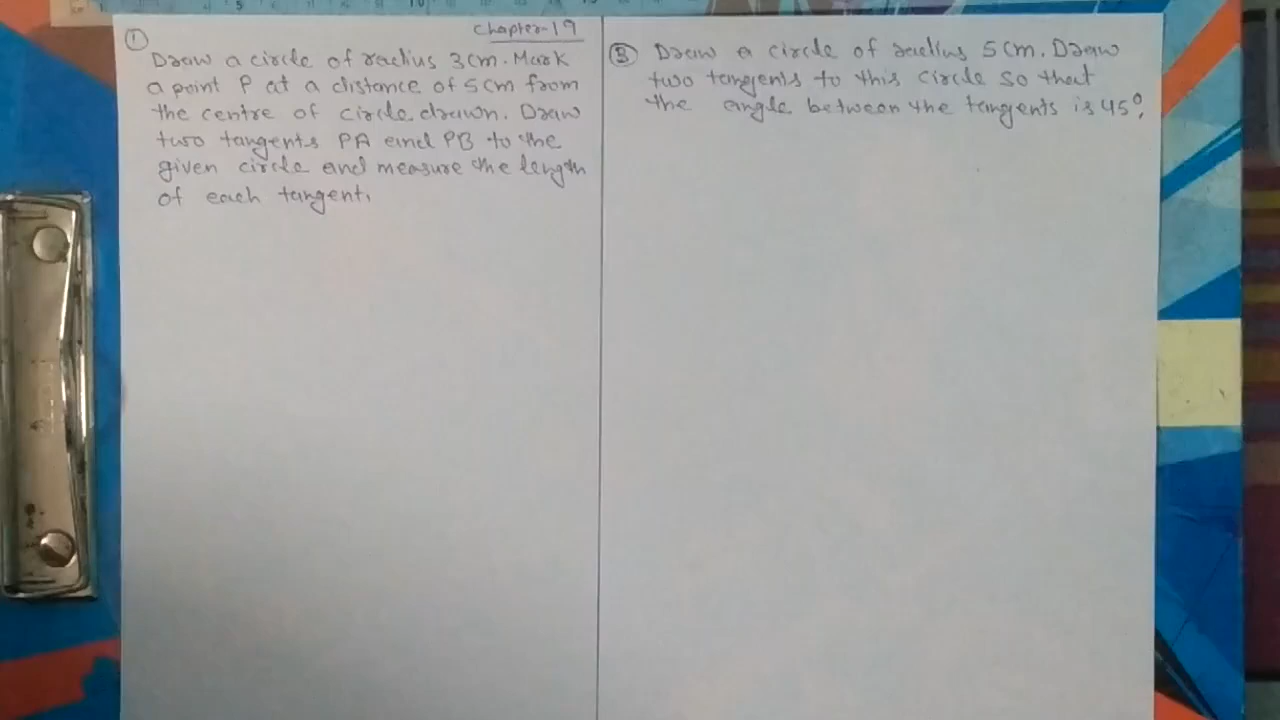 Chapter-19
①
Draw a circle of radius 3cm. Mark
a point P at a distance of 5cm from
the centre of circle drawn. Draw
two tangents PA and PB to the
given circle and measure the length
of each tangent.
③ Draw a circle of radius 5cm. Draw
two tangents to this circle so that
the angle between the tangents is 45°.